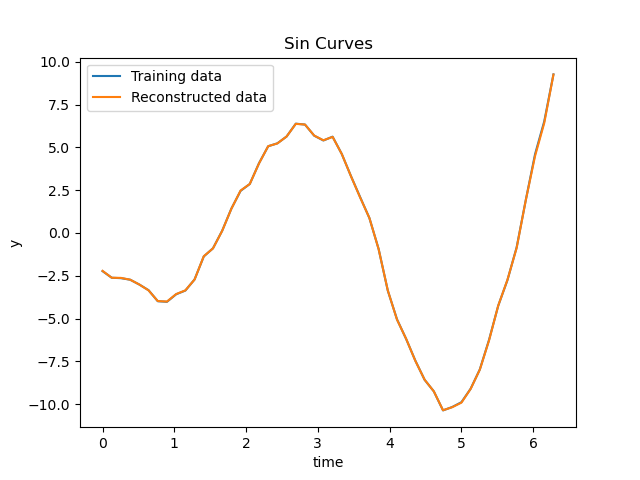 Sin Curves
Training data
Reconstructed data
10.0
7.5
5.0
2.5
0.0
−2.5
−5.0
−7.5
−10.0
y
0 1 2 3 4 5 6
time